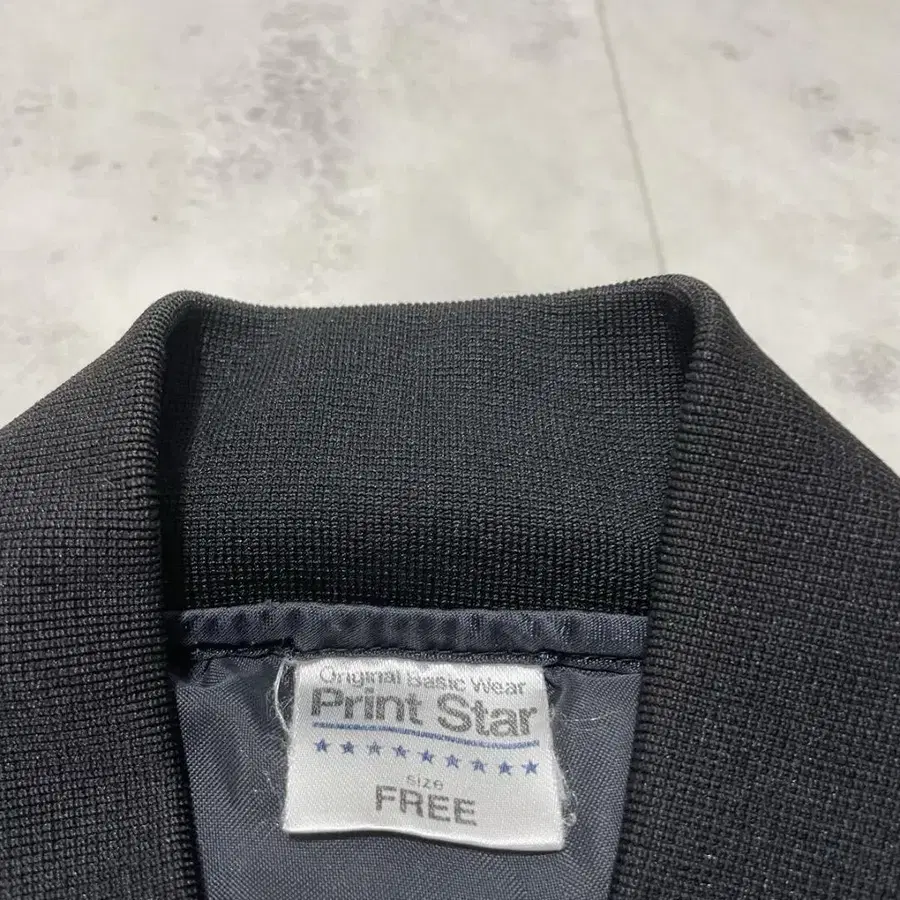 Original Basic Wear
Print Star
size
FREE